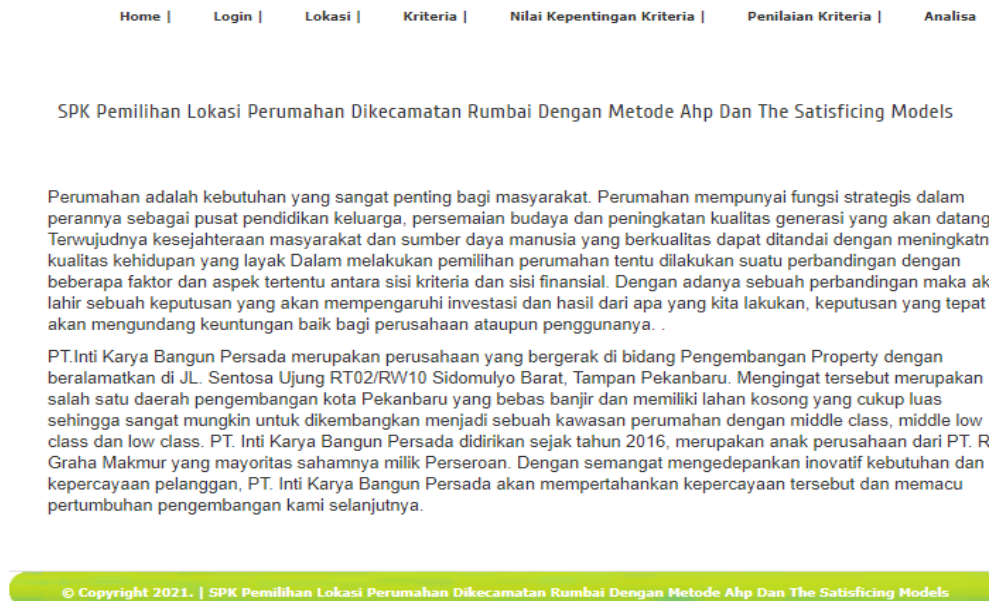 Home | Login | Lokasi | Kriteria | Nilai Kepentingan Kriteria | Penilaian Kriteria | Analisa
SPK Pemilihan Lokasi Perumahan Dikecamatan Rumbai Dengan Metode Ahp Dan The Satisficing Models
Perumahan adalah kebutuhan yang sangat penting bagi masyarakat. Perumahan mempunyai fungsi strategis dalam
perannya sebagai pusat pendidikan keluarga, persemaian budaya dan peningkatan kualitas generasi yang akan datang
Terwujudnya kesejahteraan masyarakat dan sumber daya manusia yang berkualitas dapat ditandai dengan meningkatn
kualitas kehidupan yang layak Dalam melakukan pemilihan perumahan tentu dilakukan suatu perbandingan dengan
beberapa faktor dan aspek tertentu antara sisi kriteria dan sisi finansial. Dengan adanya sebuah perbandingan maka ak
lahir sebuah keputusan yang akan mempengaruhi investasi dan hasil dari apa yang kita lakukan, keputusan yang tepat
akan mengundang keuntungan baik bagi perusahaan ataupun penggunanya. .
PT.Inti Karya Bangun Persada merupakan perusahaan yang bergerak di bidang Pengembangan Property dengan
beralamatkan di JL. Sentosa Ujung RT02/RW10 Sidomulyo Barat, Tampan Pekanbaru. Mengingat tersebut merupakan
salah satu daerah pengembangan kota Pekanbaru yang bebas banjir dan memiliki lahan kosong yang cukup luas
sehingga sangat mungkin untuk dikembangkan menjadi sebuah kawasan perumahan dengan middle class, middle low
class dan low class. PT. Inti Karya Bangun Persada didirikan sejak tahun 2016, merupakan anak perusahaan dari PT. R
Graha Makmur yang mayoritas sahamnya milik Perseroan. Dengan semangat mengedepankan inovatif kebutuhan dan
kepercayaan pelanggan, PT. Inti Karya Bangun Persada akan mempertahankan kepercayaan tersebut dan memacu
pertumbuhan pengembangan kami selanjutnya.
© Copyright 2021. | SPK Pemilihan Lokasi Perumahan Dikecamatan Rumbai Dengan Metode Ahp Dan The Satisficing Models